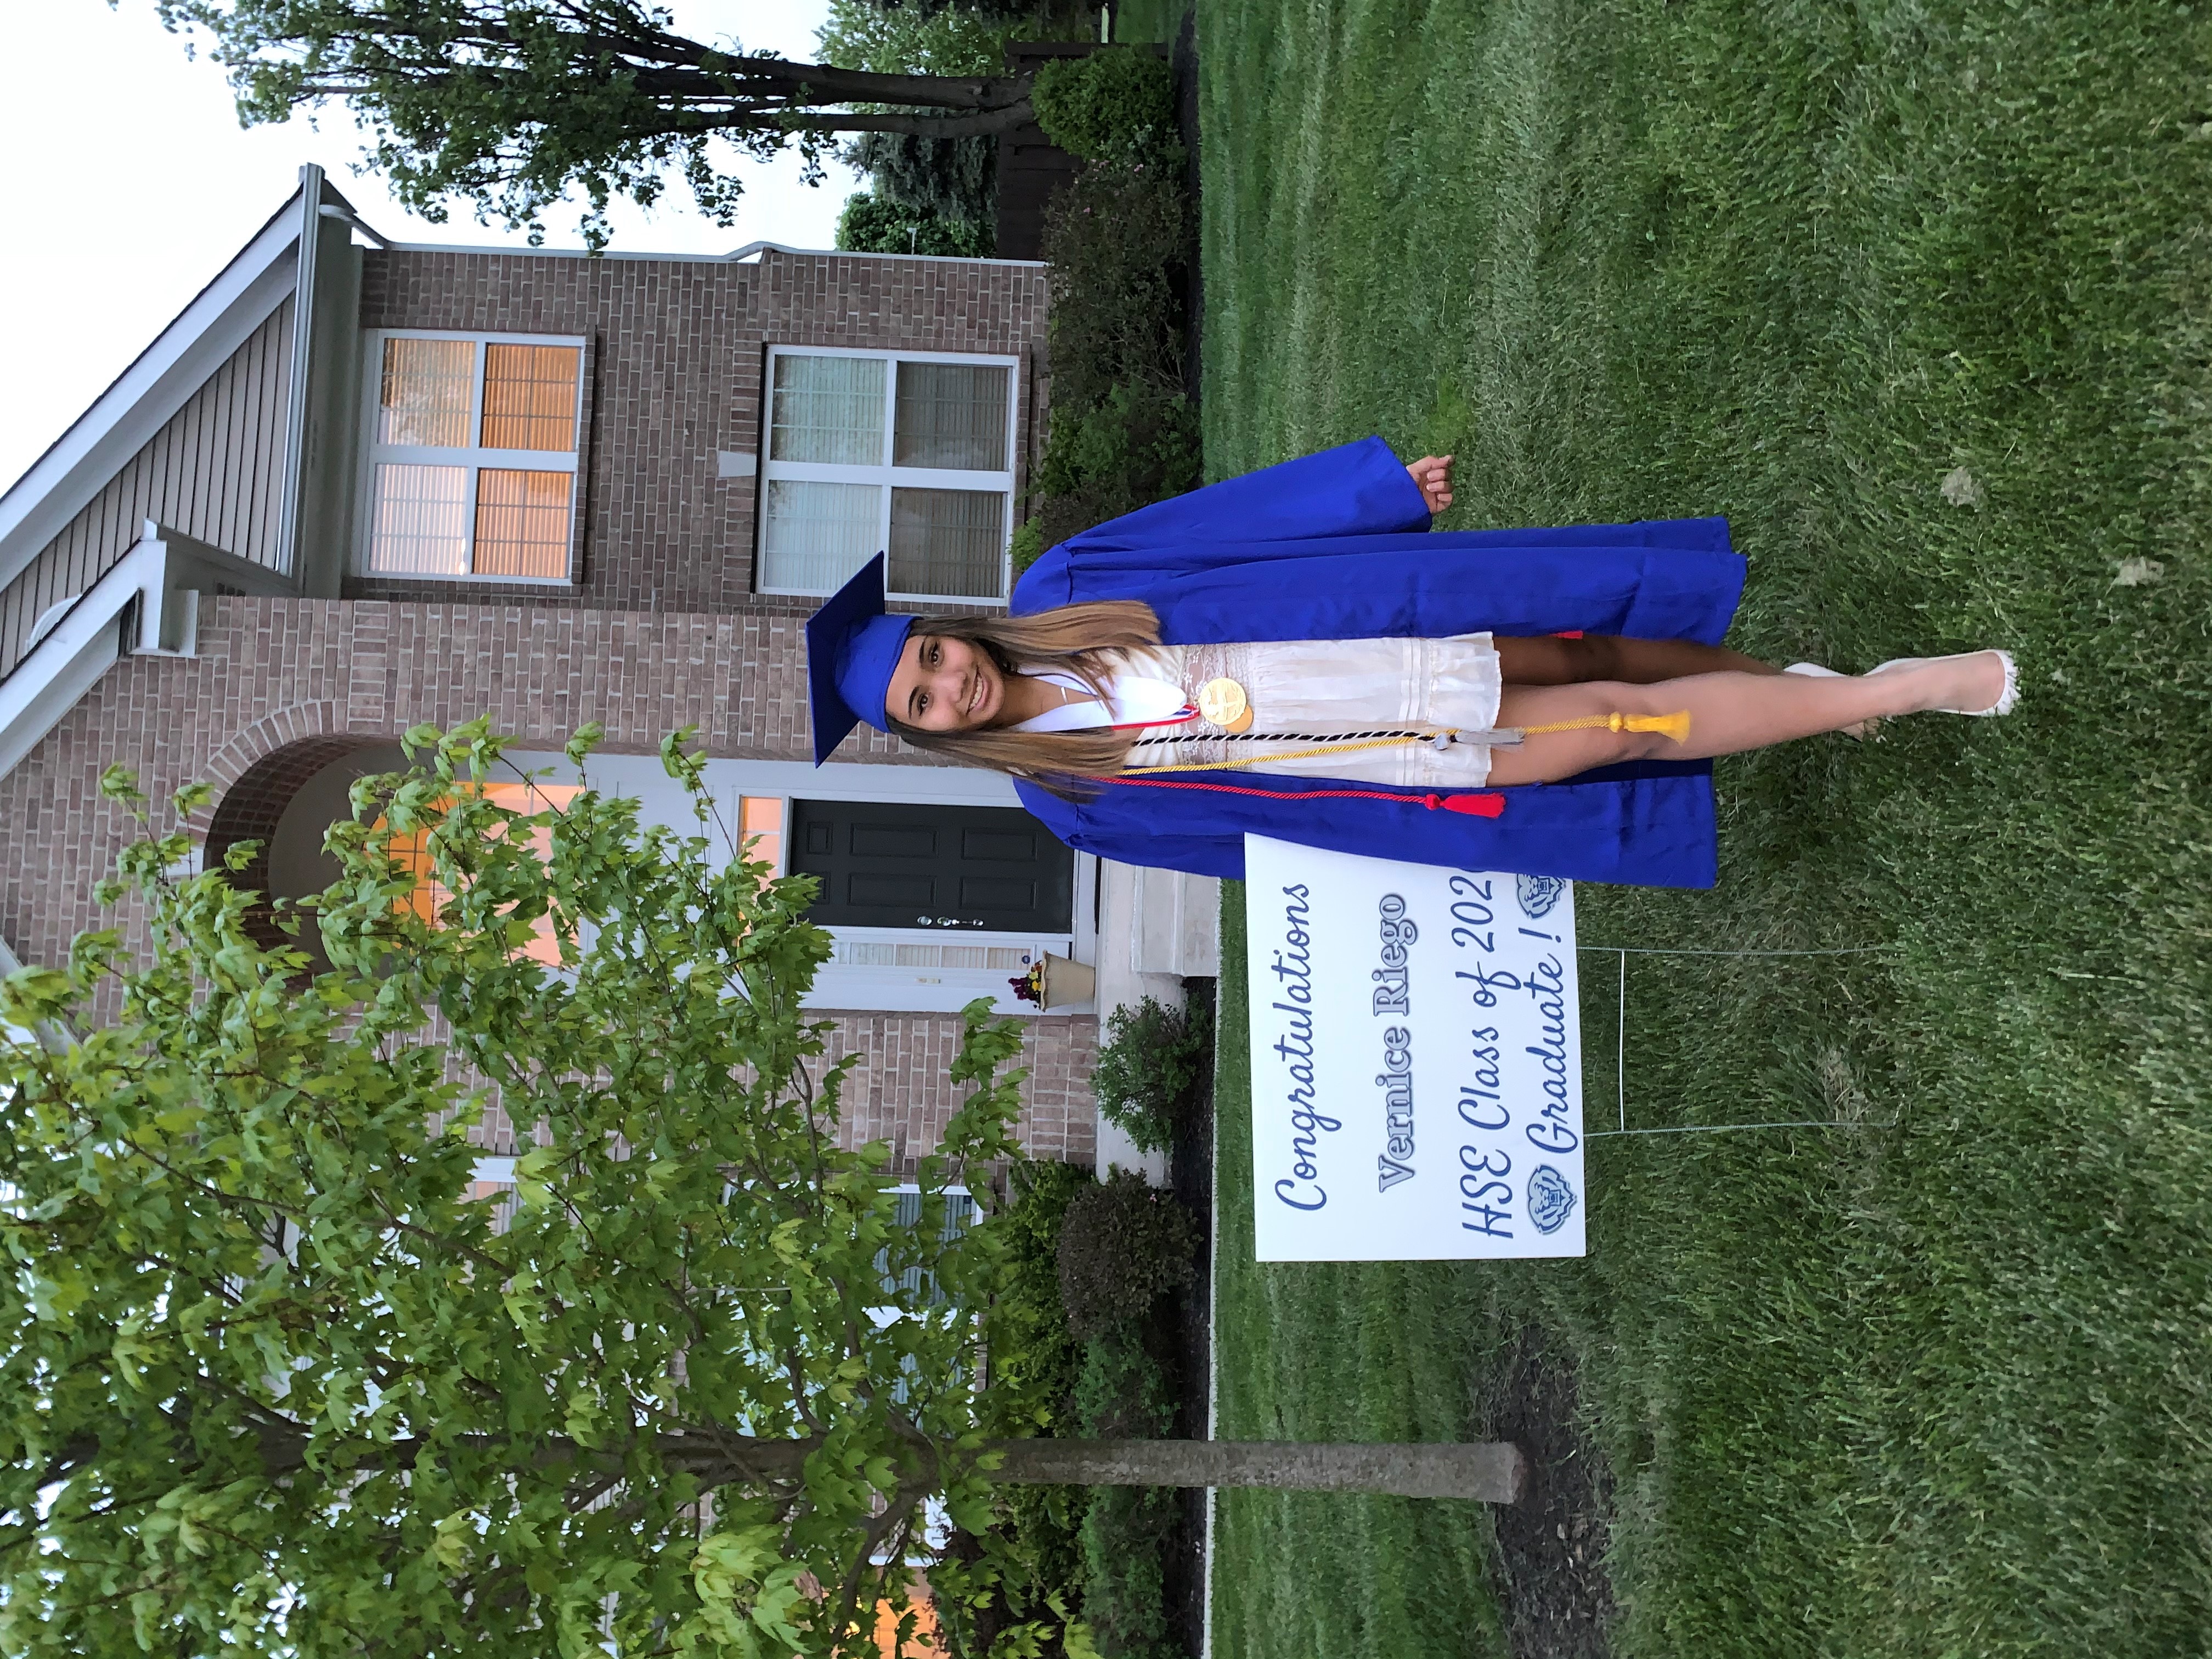 Congratulations
Vernice Riego
HSE Class of 202
Graduate!